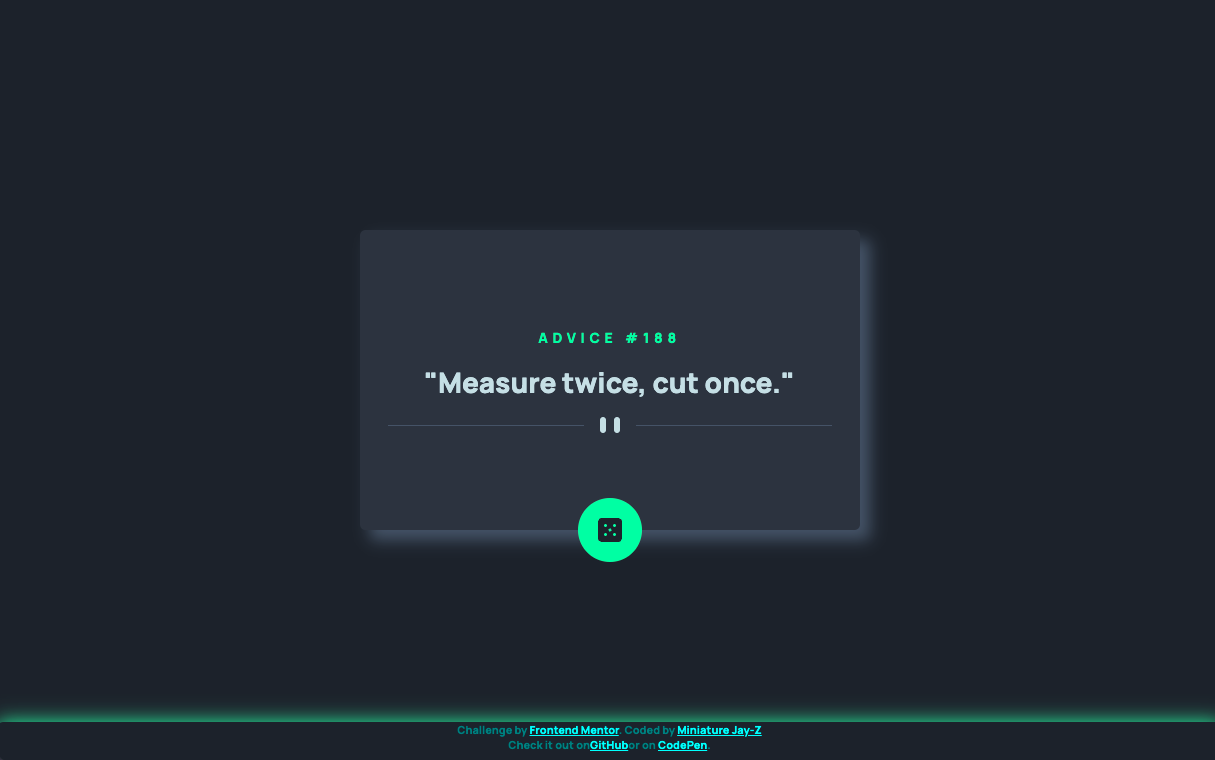 ADVICE #188
"Measure twice, cut once."
Challenge by Frontend Mentor. Coded by Miniature Jay-Z
Check it out onGitHubor on CodePen.